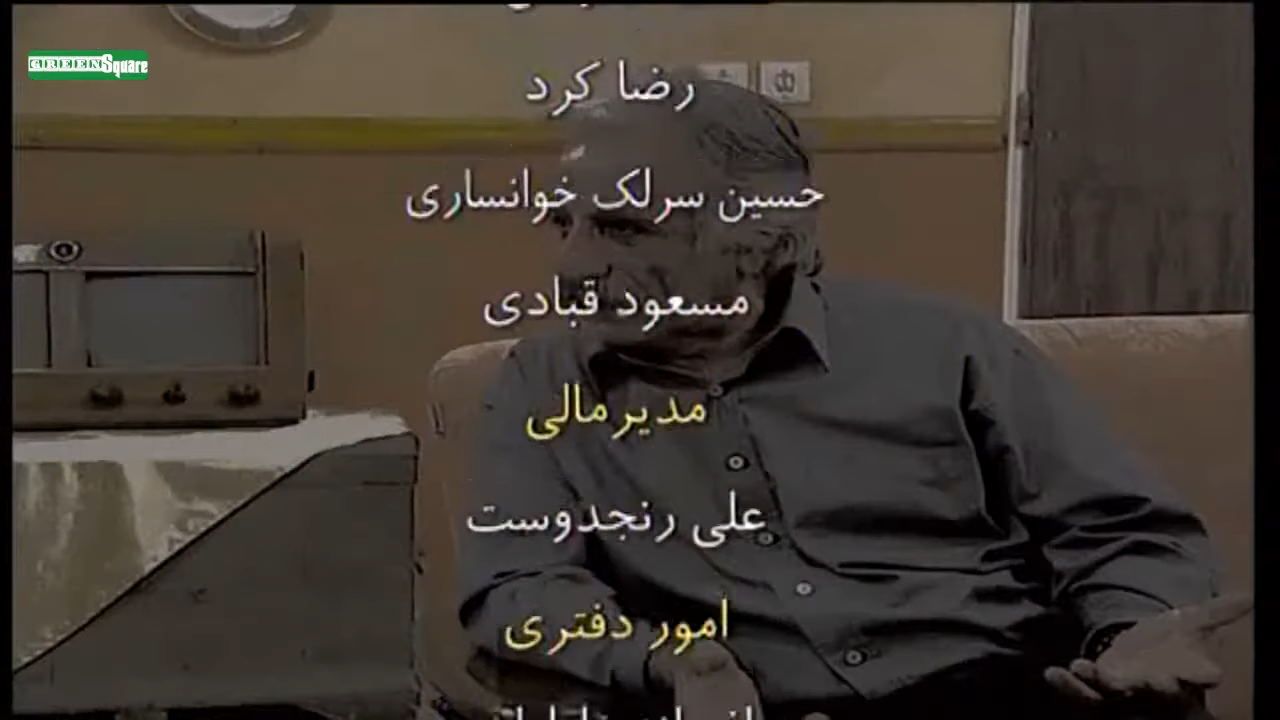 GREENSquare
رضا کرد
حسین سرلک خوانساری
مسعود قبادی
مدیرمالی
علی رنجدوست
امور دفتری